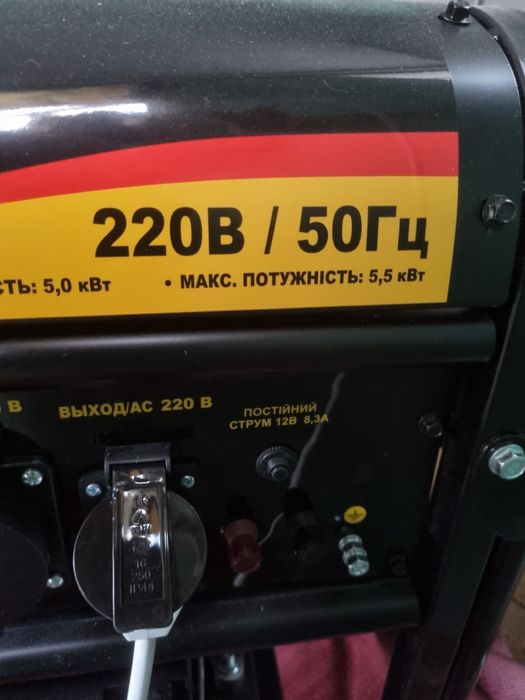 220В / 50Гц
СТЬ: 5,0 кВт • МАКС. ПОТУЖНІСТЬ: 5,5 кВт
В
ВЫХОД/АС 220 В
ПОСТІЙНИЙ
СТРУМ 12В 8,3А
16
250
IP44